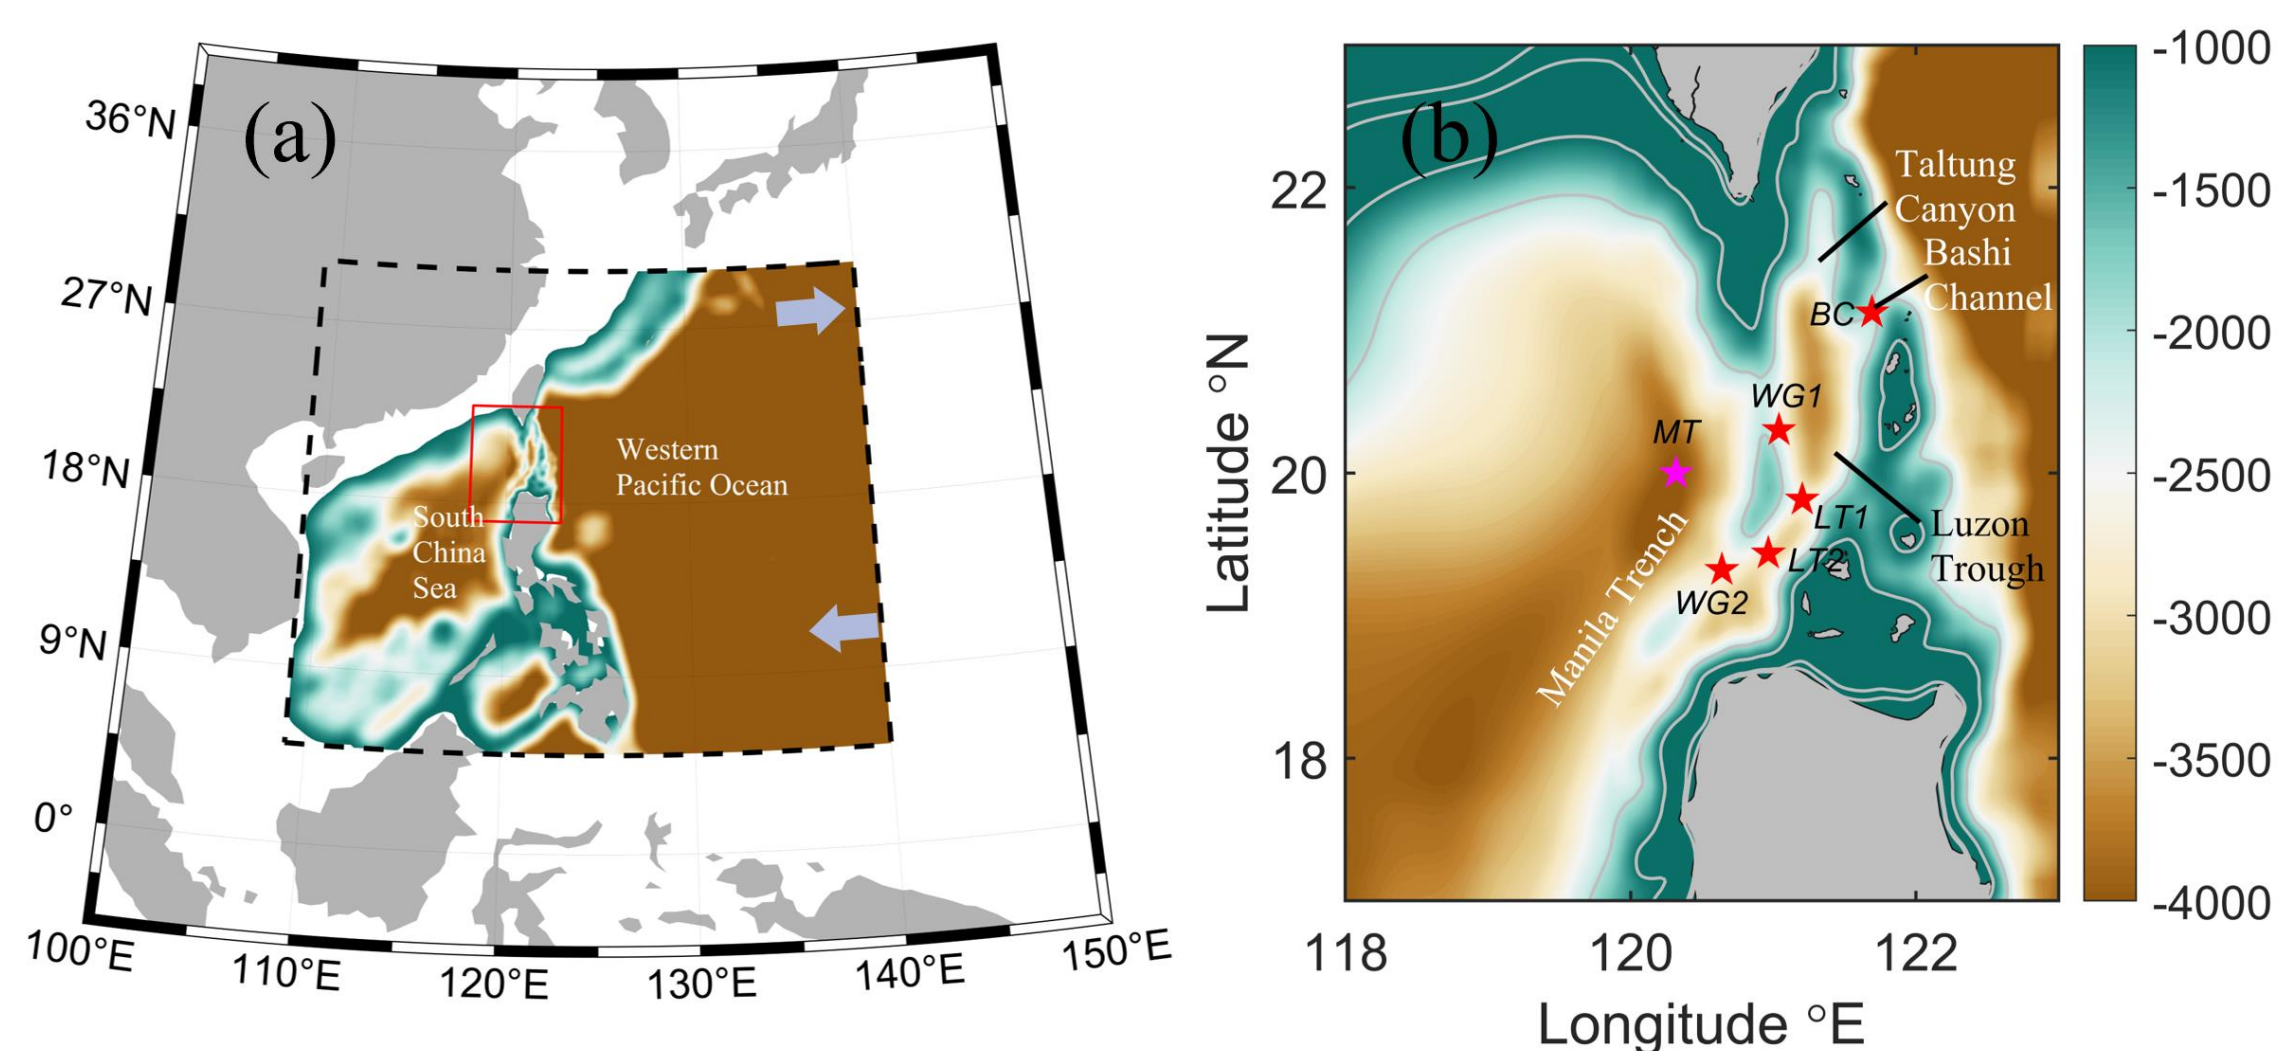 (a)
36°N
27°N
18°N
9°N
0°
100°E
110°E
120°E
130°E
140°E
150°E
Western
Pacific Ocean
South
China
Sea
(b)
Latitude °N
22
20
18
118
120
122
Longitude °E
Taltung
Canyon
Bashi
Channel
BC
WG1
MT
LT1
LT2
WG2
Luzon
Trough
Manila Trench
-1000
-1500
-2000
-2500
-3000
-3500
-4000